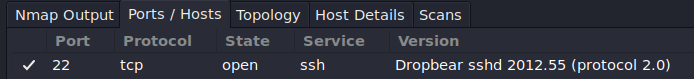 Nmap Output Ports / Hosts Topology Host Details Scans
Port Protocol State Service Version
22 tcp open ssh Dropbear sshd 2012.55 (protocol 2.0)